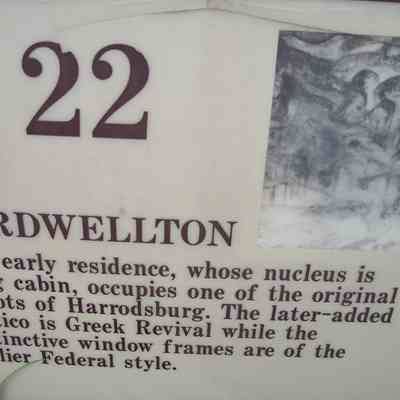 22
RDWELLTON
early residence, whose nucleus is
g cabin, occupies one of the original
ots of Harrodsburg. The later-added
ico is Greek Revival while the
inctive window frames are of the
lier Federal style.